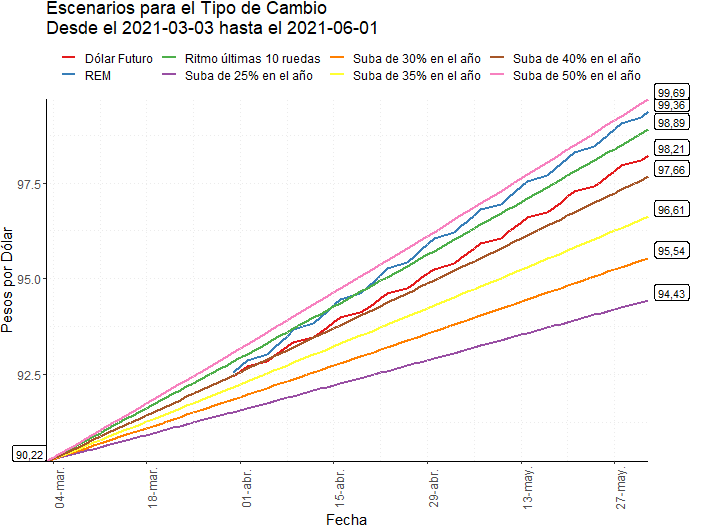 Escenarios para el Tipo de Cambio
Desde el 2021-03-03 hasta el 2021-06-01
Dólar Futuro
Ritmo últimas 10 ruedas
Suba de 30% en el año
Suba de 40% en el año
REM
Suba de 25% en el año
Suba de 35% en el año
Suba de 50% en el año
99,69
99,36
98,89
98,21
97,66
96,61
95,54
94,43
97.5
95.0
92.5
90,22
Pesos por Dólar
04-mar.
18-mar.
01-abr.
15-abr.
29-abr.
13-may.
27-may.
Fecha